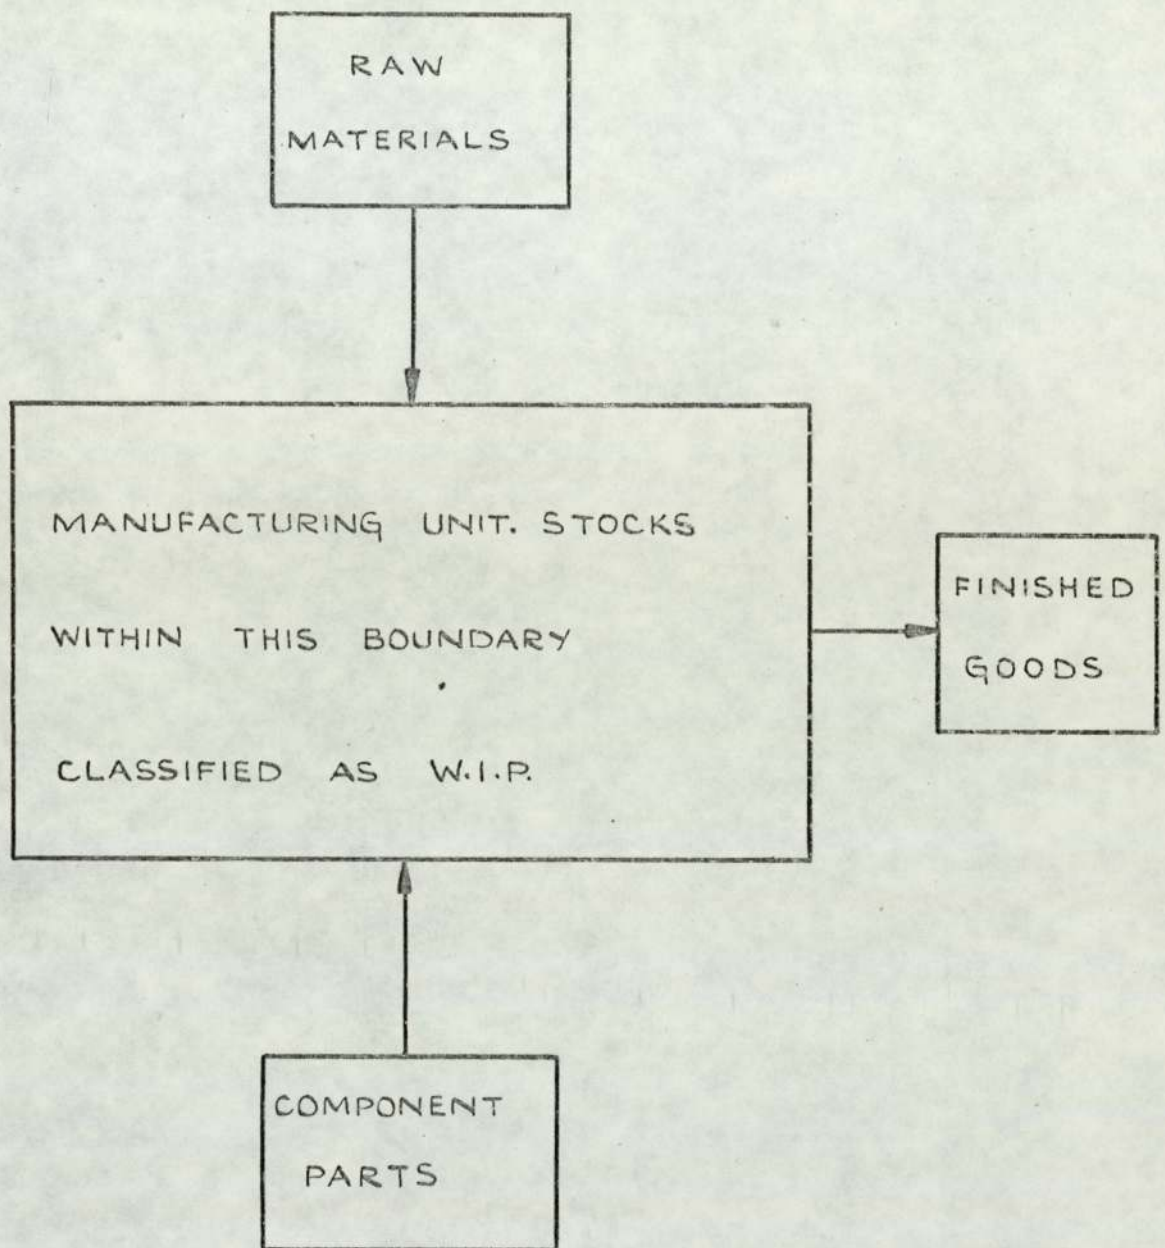 RAW
MATERIALS
MANUFACTURING UNIT. STOCKS
WITHIN THIS BOUNDARY
CLASSIFIED AS W.I.P.
FINISHED
GOODS
COMPONENT
PARTS